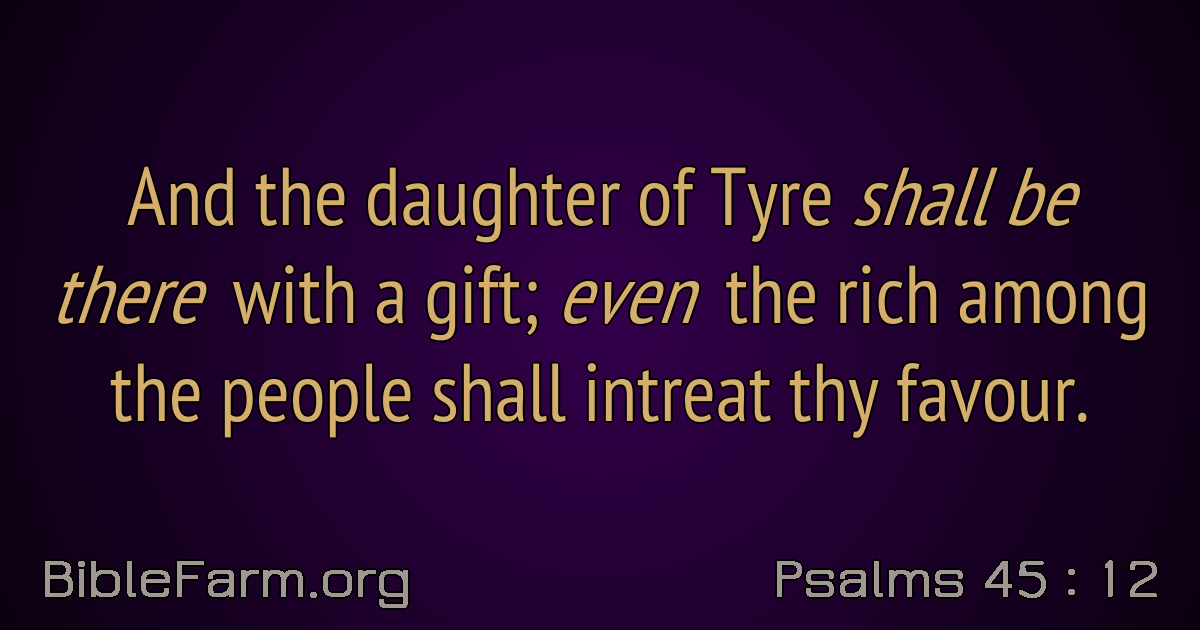 And the daughter of Tyre shall be
there with a gift; even the rich among
the people shall intreat thy favour.
BibleFarm.org
Psalms 45 : 12